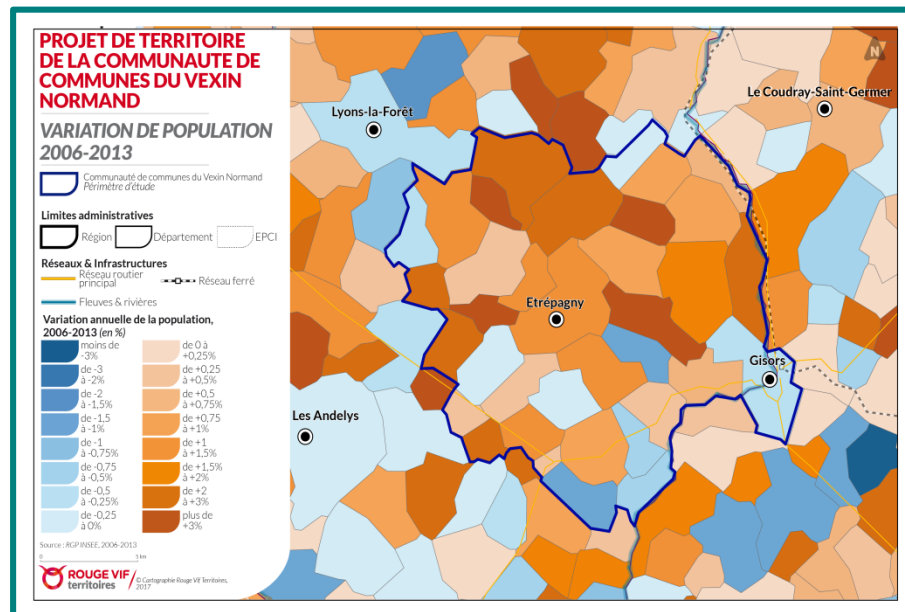 PROJET DE TERRITOIRE
DE LA COMMUNAUTE DE
COMMUNES DU VEXIN
NORMAND
VARIATION DE POPULATION
2006-2013
Communauté de communes du Vexin Normand
Périmètre d'étude
Limites administratives
Région
Département
EPCI
Réseaux & Infrastructures
Réseau routier
principal
Réseau ferré
Fleuves & rivières
Variation annuelle de la population,
2006-2013 (en %)
moins de
-3%
de -3
à -2%
de -2
à -1,5%
de -1,5
à -1%
de -1
à -0,75%
de -0,75
à -0,5%
de -0,5
à -0,25%
de -0,25
à 0%
de 0 à
+0,25%
de +0,25
à +0,5%
de +0,5
à +0,75%
de +0,75
à +1%
de +1
à +1,5%
de +1,5%
à +2%
de +2
à +3%
plus de
+3%
Source : RGP INSEE, 2006-2013
0
5 km
ROUGE VIF
territoires
© Cartographie Rouge Vif Territoires,
2017
N
Lyons-la-Forêt
Le Coudray-Saint-Germer
Etrépagny
Gisors
Les Andelys